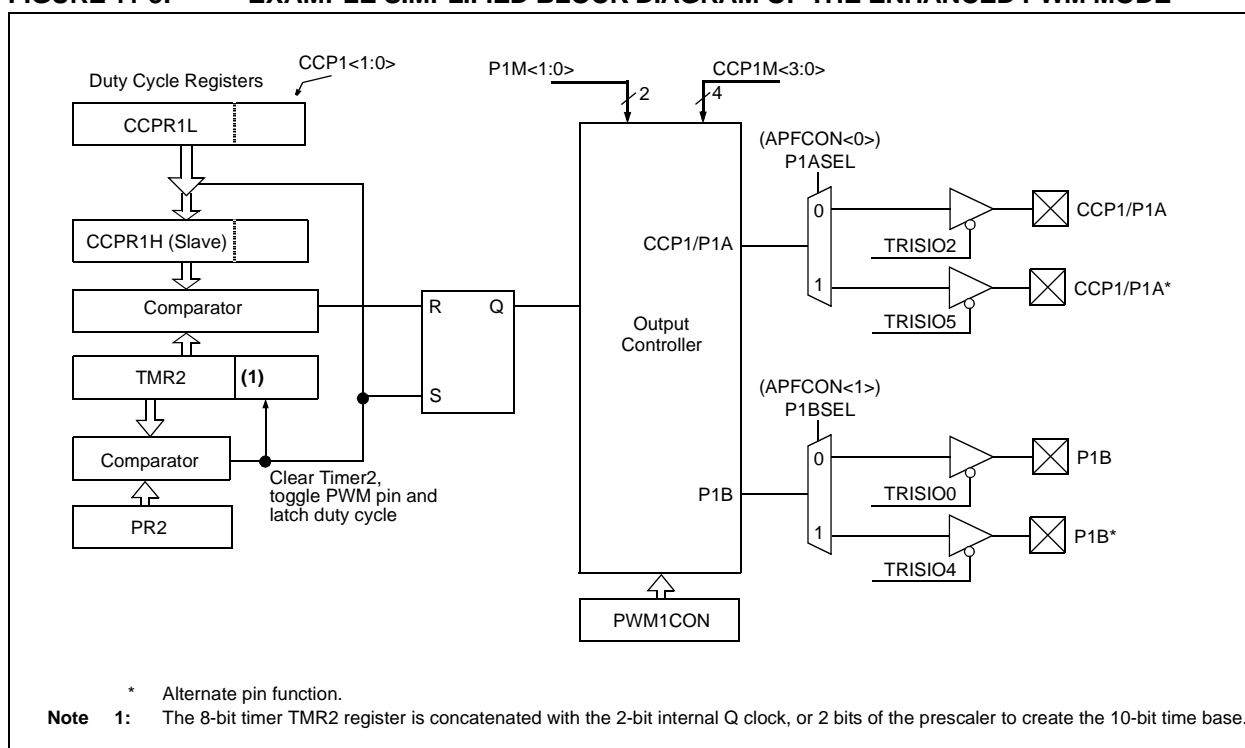 CCP1<1:0>
Duty Cycle Registers
CCPR1L
CCPR1H (Slave)
Comparator
TMR2
(1)
Comparator
PR2
Clear Timer2,
toggle PWM pin and
latch duty cycle
R
Q
S
P1M<1:0>
2
CCP1M<3:0>
4
Output
Controller
CCP1/P1A
P1B
PWM1CON
(APFCON<0>)
P1ASEL
0
1
TRISIO2
CCP1/P1A
TRISIO5
CCP1/P1A*
(APFCON<1>)
P1BSEL
0
1
TRISIO0
P1B
TRISIO4
P1B*
* Alternate pin function.
Note 1: The 8-bit timer TMR2 register is concatenated with the 2-bit internal Q clock, or 2 bits of the prescaler to create the 10-bit time base.